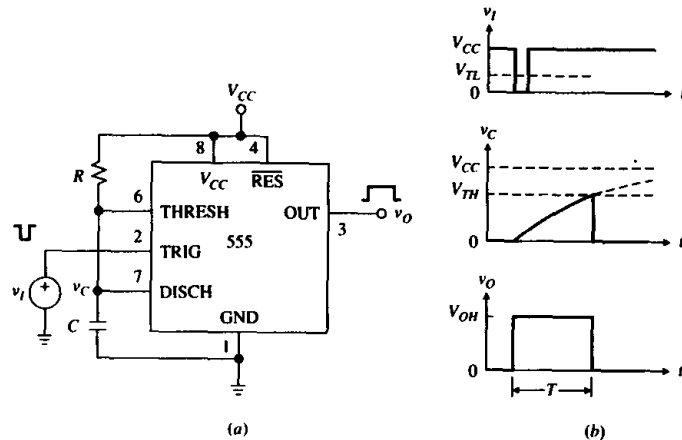 V_CC
8
4
R
V_CC
RES
6
THRESH
OUT
v_O
3
2
TRIG
555
v_I
v_C
7
DISCH
C
GND
1
(a)
v_I
V_CC
V_TL
0
t
v_C
V_CC
V_TH
0
t
v_O
V_OH
0
t
T
(b)